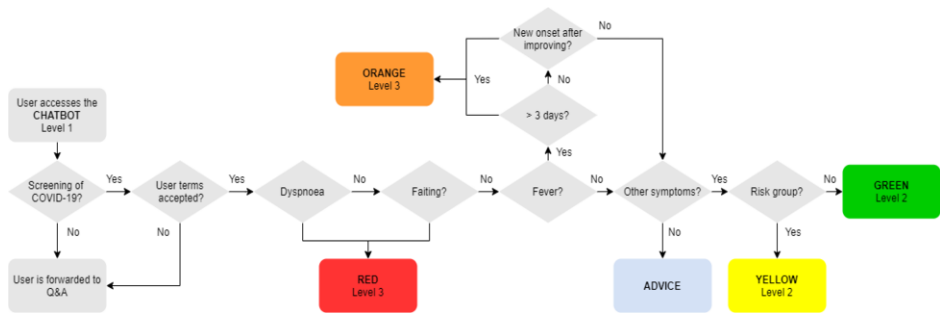 New onset after
improving?
No
ORANGE
Level 3
Yes
No
User accesses the
CHATBOT
Level 1
> 3 days?
Yes
Screening of
COVID-19?
Yes
User terms
accepted?
Yes
Dyspnoea
No
Faiting?
No
Fever?
No
Other symptoms?
Yes
Risk group?
No
GREEN
Level 2
No
No
No
Yes
User is forwarded to
Q&A
RED
Level 3
ADVICE
YELLOW
Level 2